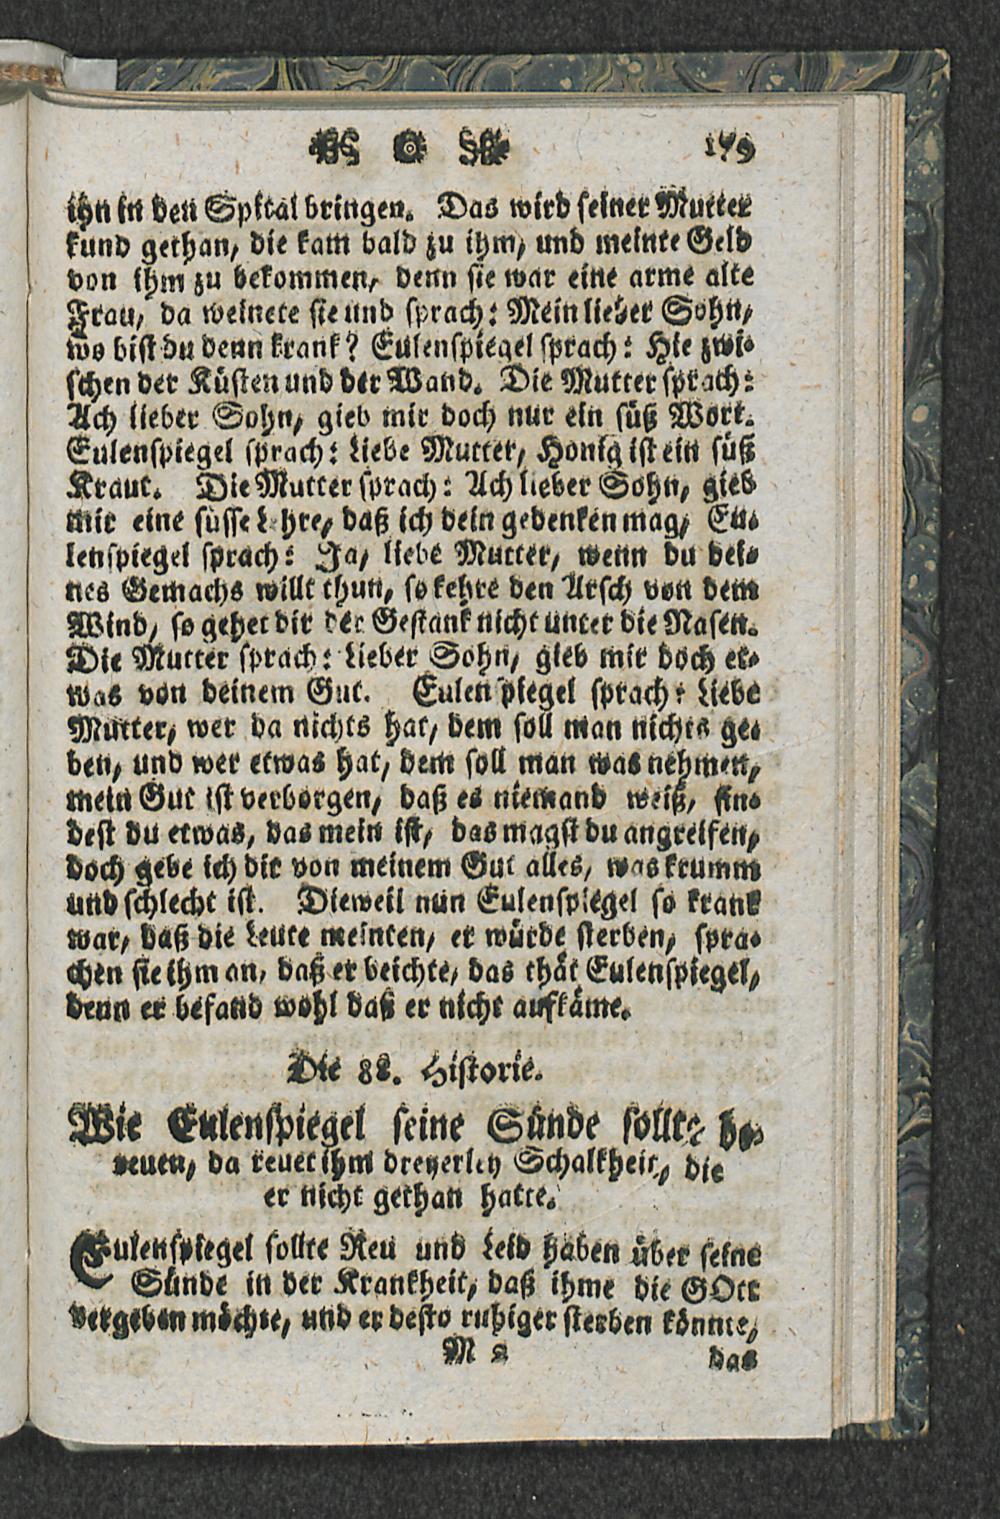 179
ihn in den Spital bringen. Das wird seiner Mutter
kund gethan, die kam bald zu ihm, und meinte Geld
von ihm zu bekommen, denn sie war eine arme alte
Frau, da weinete sie und sprach: Mein lieber Sohn,
wo bist du denn krank? Eulenspiegel sprach: Hie zwi-
schen der Küsten und der Wand. Die Mutter sprach:
Ach lieber Sohn, gieb mir doch nur ein süß Wort.
Eulenspiegel sprach: Liebe Mutter, Honig ist ein süß
Kraut. Die Mutter sprach: Ach lieber Sohn, gieb
mir eine süsse Lehre, daß ich dein gedenken mag, Eu-
lenspiegel sprach: Ja, liebe Mutter, wenn du dei-
nes Gemachs willt thun, so kehre den Arsch von dem
Wind, so gehet dir der Gestank nicht unter die Nasen.
Die Mutter sprach: Lieber Sohn, gieb mir doch et-
was von deinem Gut. Eulenspiegel sprach: Liebe
Mutter, wer da nichts hat, dem soll man nichts ge-
ben, und wer etwas hat, dem soll man was nehmen,
mein Gut ist verborgen, daß es niemand weiß, fin-
dest du etwas, das mein ist, das magst du angreifen,
doch gebe ich dir von meinem Gut alles, was krumm
und schlecht ist. Dieweil nun Eulenspiegel so krank
war, daß die Leute meinten, er würde sterben, spra-
chen sie ihm an, daß er beichte, das thät Eulenspiegel,
denn er befand wohl daß er nicht aufkäme.
Die 88. Historie.
Wie Eulenspiegel seine Sünde sollte be-
reuen, da reuet ihm dreyerley Schalkheit, die
er nicht gethan hatte.
Eulenspiegel sollte Reu und Leid haben über seine
Sünde in der Krankheit, daß ihme die GOtt
vergeben möchte, und er desto ruhiger sterben könnte,
M 2 das